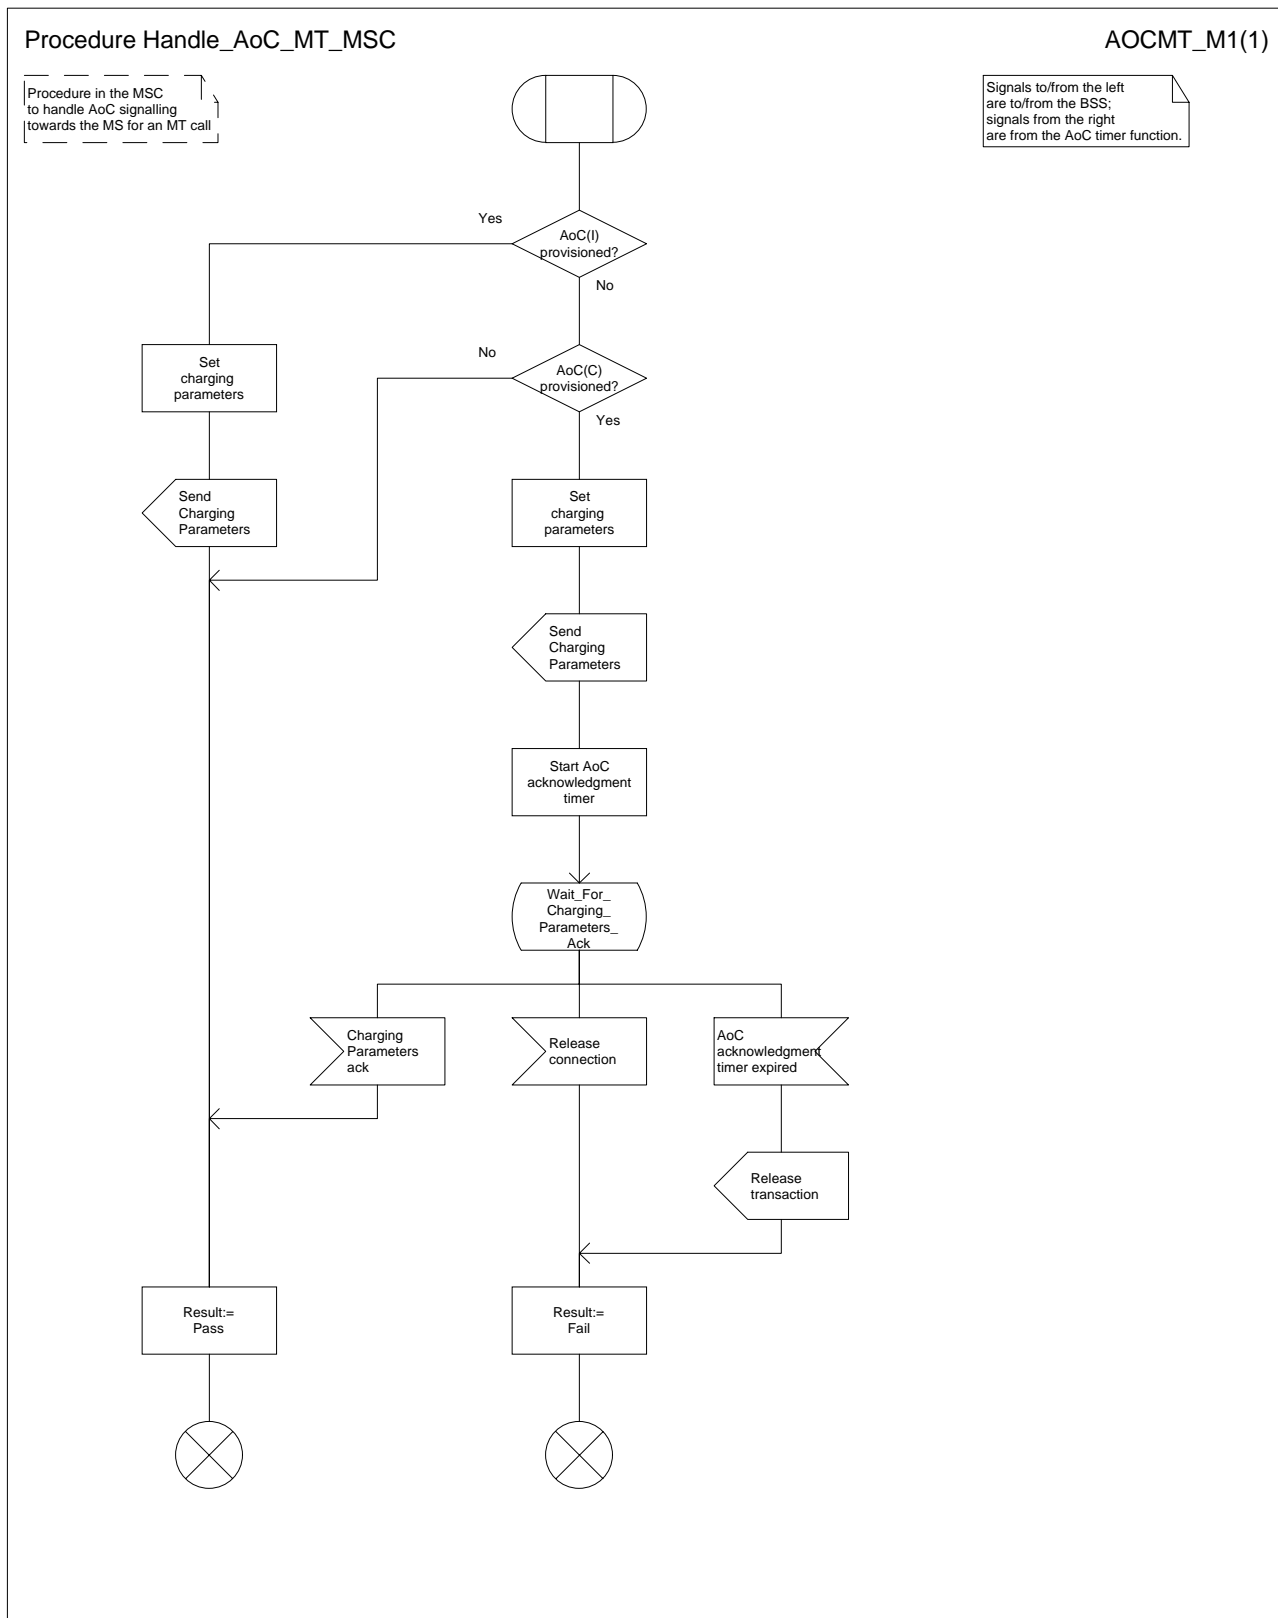 Procedure Handle_AoC_MT_MSC
AOCMT_M1(1)
Procedure in the MSC
to handle AoC signalling
towards the MS for an MT call
Signals to/from the left
are to/from the BSS;
signals from the right
are from the AoC timer function.
Yes
AoC(I)
provisioned?
No
No
AoC(C)
provisioned?
Yes
Set
charging
parameters
Send
Charging
Parameters
Set
charging
parameters
Send
Charging
Parameters
Start AoC
acknowledgment
timer
Wait_For_
Charging_
Parameters_
Ack
Charging
Parameters
ack
Release
connection
AoC
acknowledgment
timer expired
Release
transaction
Result:=
Pass
Result:=
Fail